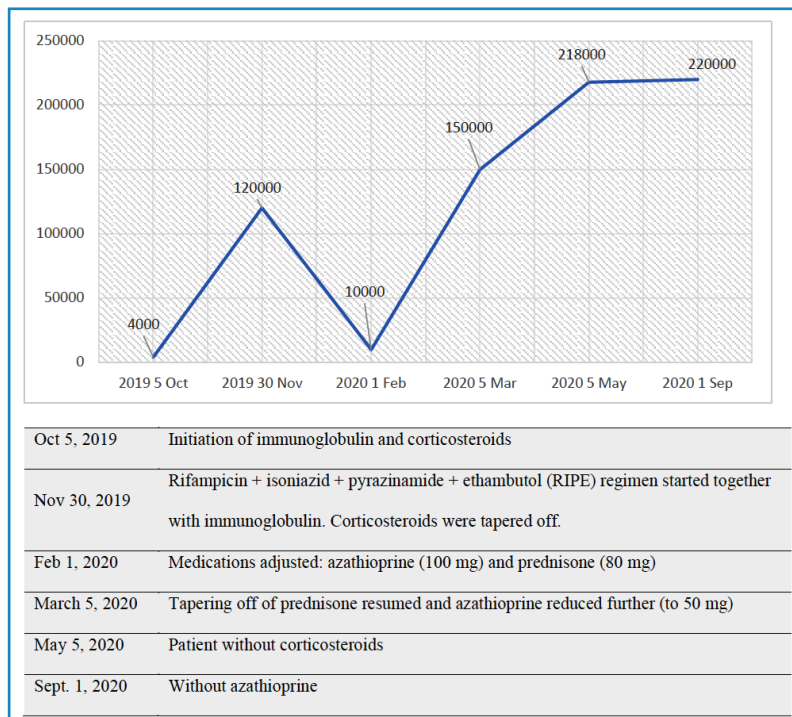 250000
218000
220000
200000
150000
150000
120000
100000
50000
10000
4000
0
2019 5 Oct 2019 30 Nov 2020 1 Feb 2020 5 Mar 2020 5 May 2020 1 Sep
Oct 5, 2019 Initiation of immunoglobulin and corticosteroids
Nov 30, 2019 Rifampicin + isoniazid + pyrazinamide + ethambutol (RIPE) regimen started together
with immunoglobulin. Corticosteroids were tapered off.
Feb 1, 2020 Medications adjusted: azathioprine (100 mg) and prednisone (80 mg)
March 5, 2020 Tapering off of prednisone resumed and azathioprine reduced further (to 50 mg)
May 5, 2020 Patient without corticosteroids
Sept. 1, 2020 Without azathioprine